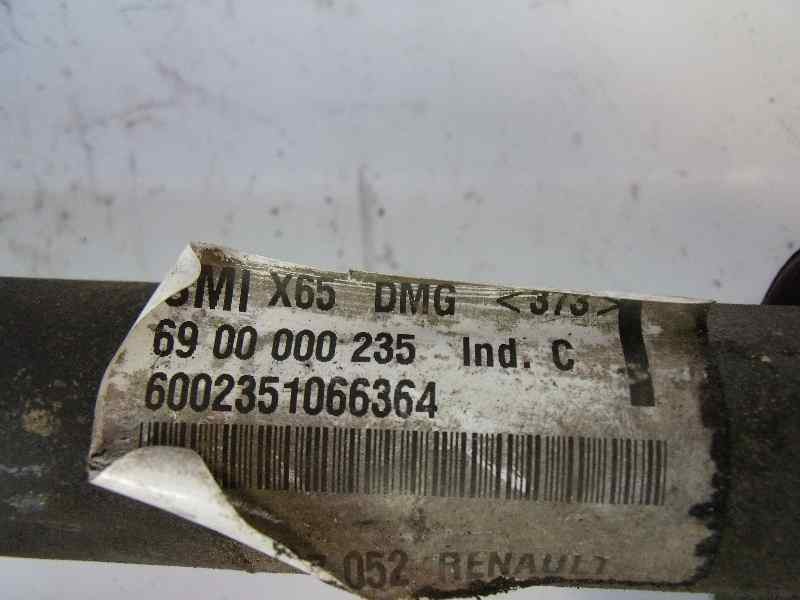 SMI X65 DMG <373>
69 00 000 235 Ind. C
6002351066364
052 RENAULT